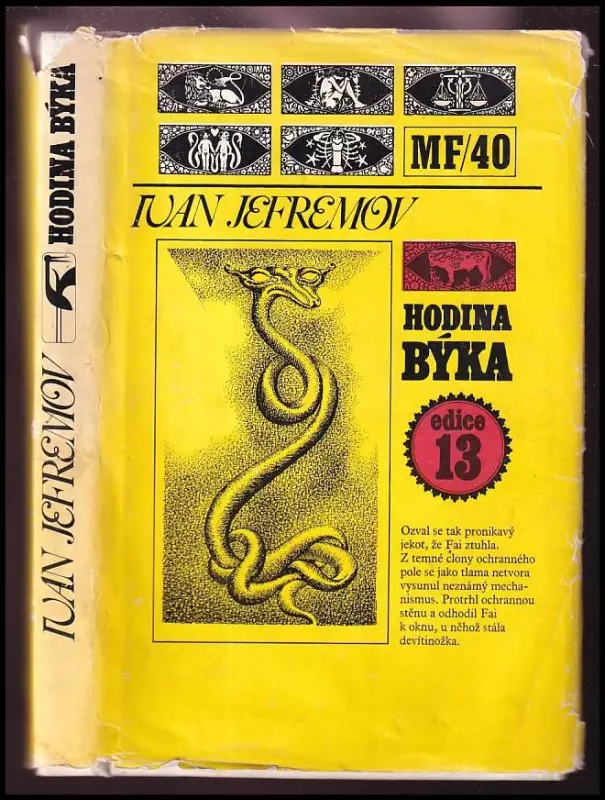 HODINA BÝKA
IVAN JEFREMOV
MF/40
IVAN JEFREMOV
HODINA
BÝKA
edice
13
Ozval se tak pronikavý
jekot, že Fai ztuhla.
Z temné clony ochranného
pole se jako tlama netvora
vysunul neznámý mecha-
nismus. Protrhl ochrannou
stěnu a odhodil Fai
k oknu, u něhož stála
devítinožka.